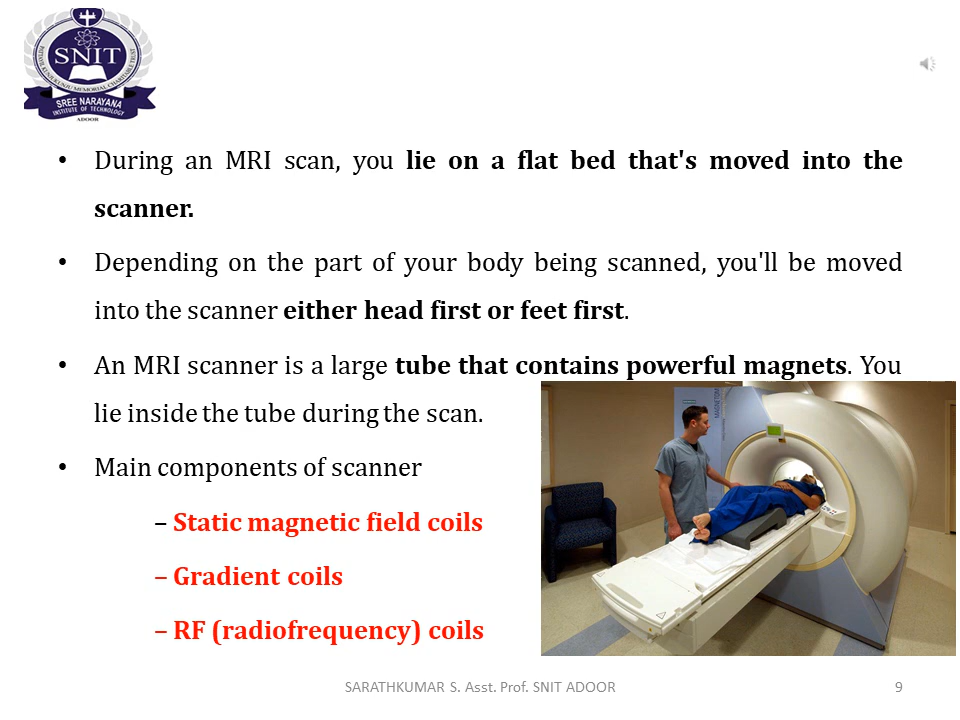 SNIT
SREE NARAYANA
INSTITUTE OF TECHNOLOGY
ADOOR
• During an MRI scan, you lie on a flat bed that's moved into the
scanner.
• Depending on the part of your body being scanned, you'll be moved
into the scanner either head first or feet first.
• An MRI scanner is a large tube that contains powerful magnets. You
lie inside the tube during the scan.
• Main components of scanner
– Static magnetic field coils
– Gradient coils
– RF (radiofrequency) coils
MAGNETOM
SARATHKUMAR S. Asst. Prof. SNIT ADOOR
9